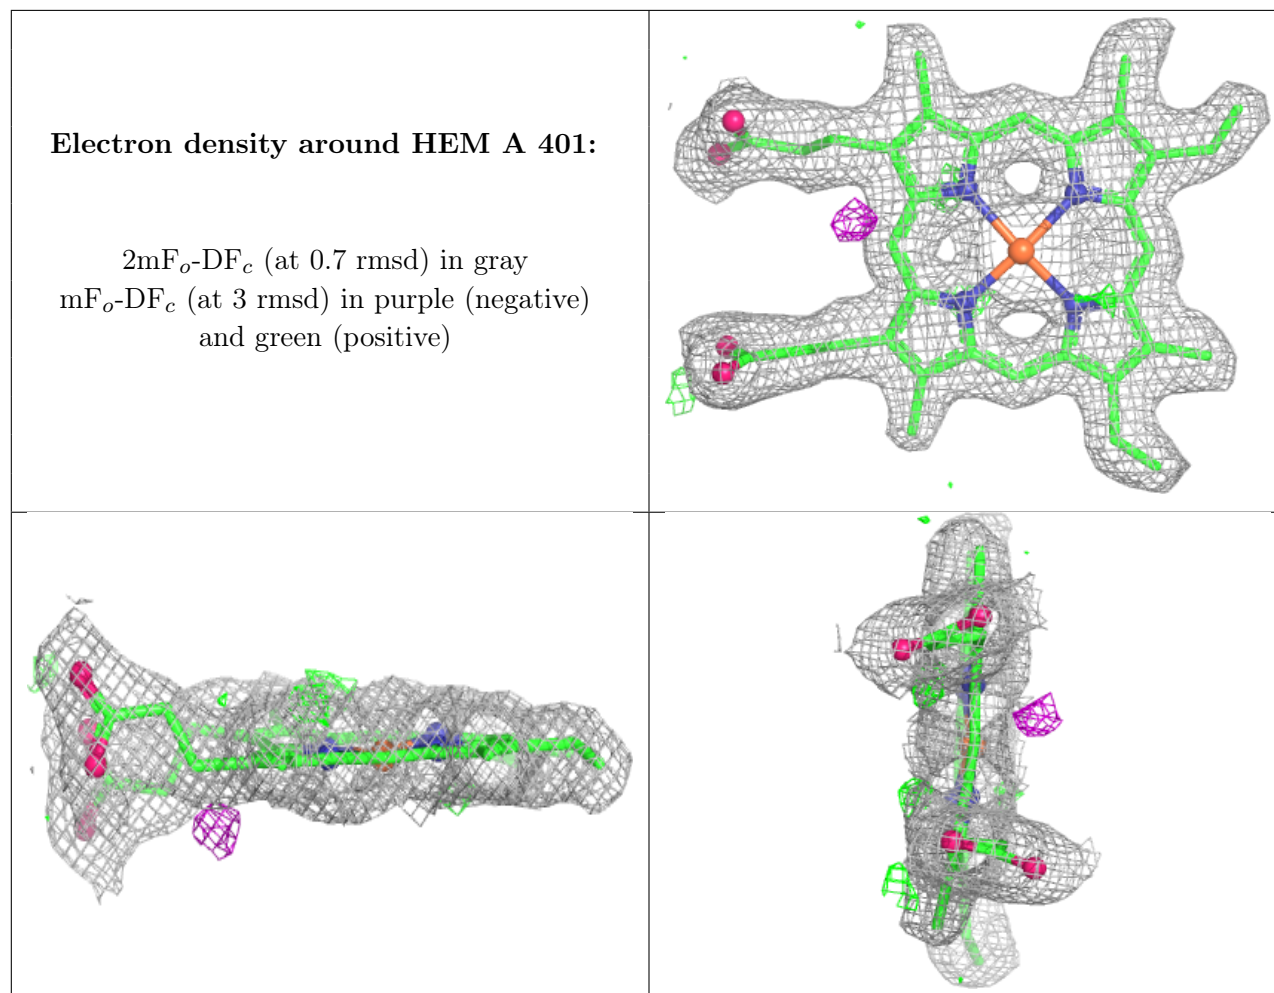 Electron density around HEM A 401:
2mFo-DFc (at 0.7 rmsd) in gray
mFo-DFc (at 3 rmsd) in purple (negative)
and green (positive)